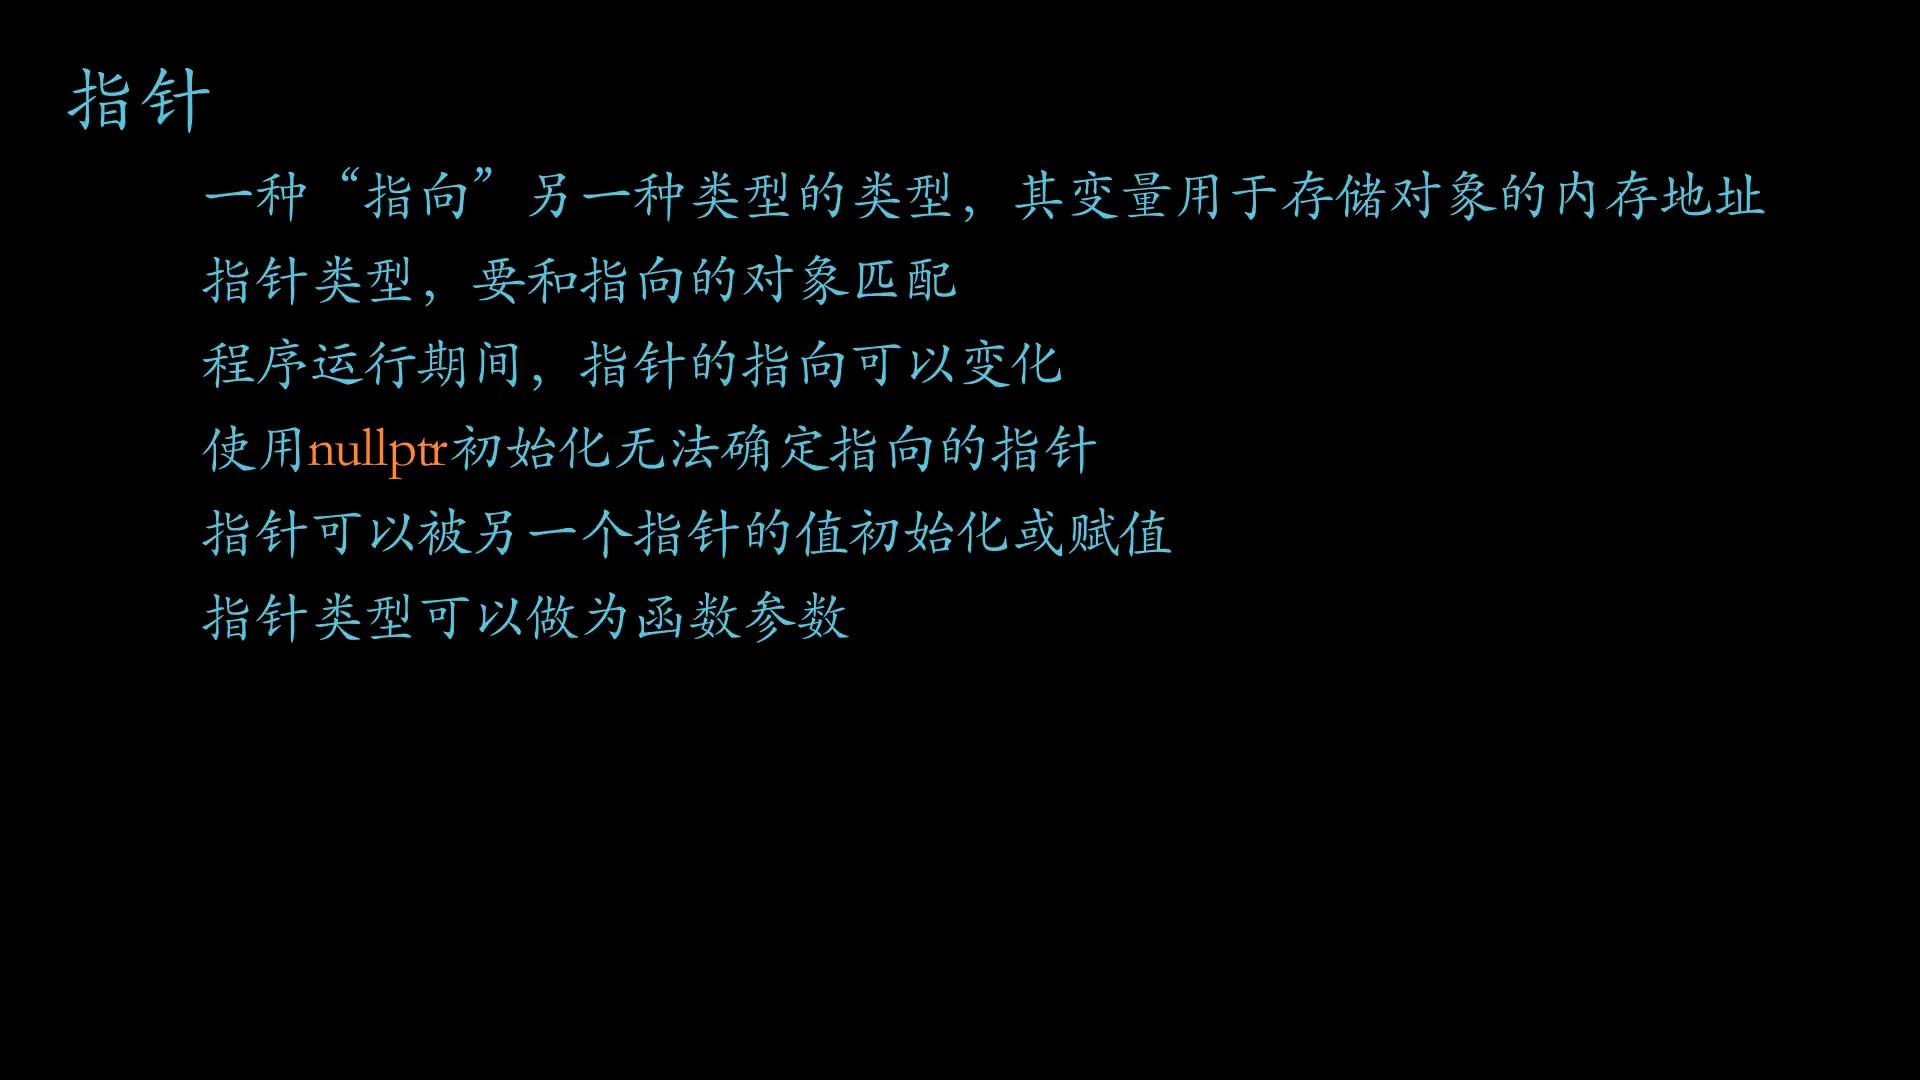 指针
一种“指向”另一种类型的类型，其变量用于存储对象的内存地址
指针类型，要和指向的对象匹配
程序运行期间，指针的指向可以变化
使用nullptr初始化无法确定指向的指针
指针可以被另一个指针的值初始化或赋值
指针类型可以做为函数参数